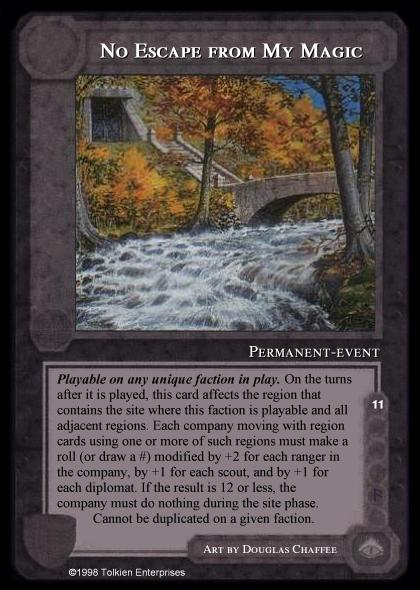 No Escape from My Magic
Permanent-event
Playable on any unique faction in play. On the turns
after it is played, this card affects the region that
contains the site where this faction is playable and all
adjacent regions. Each company moving with region
cards using one or more of such regions must make a
roll (or draw a #) modified by +2 for each ranger in
the company, by +1 for each scout, and by +1 for
each diplomat. If the result is 12 or less, the
company must do nothing during the site phase.
Cannot be duplicated on a given faction.
11
R
Art by Douglas Chaffee
©1998 Tolkien Enterprises